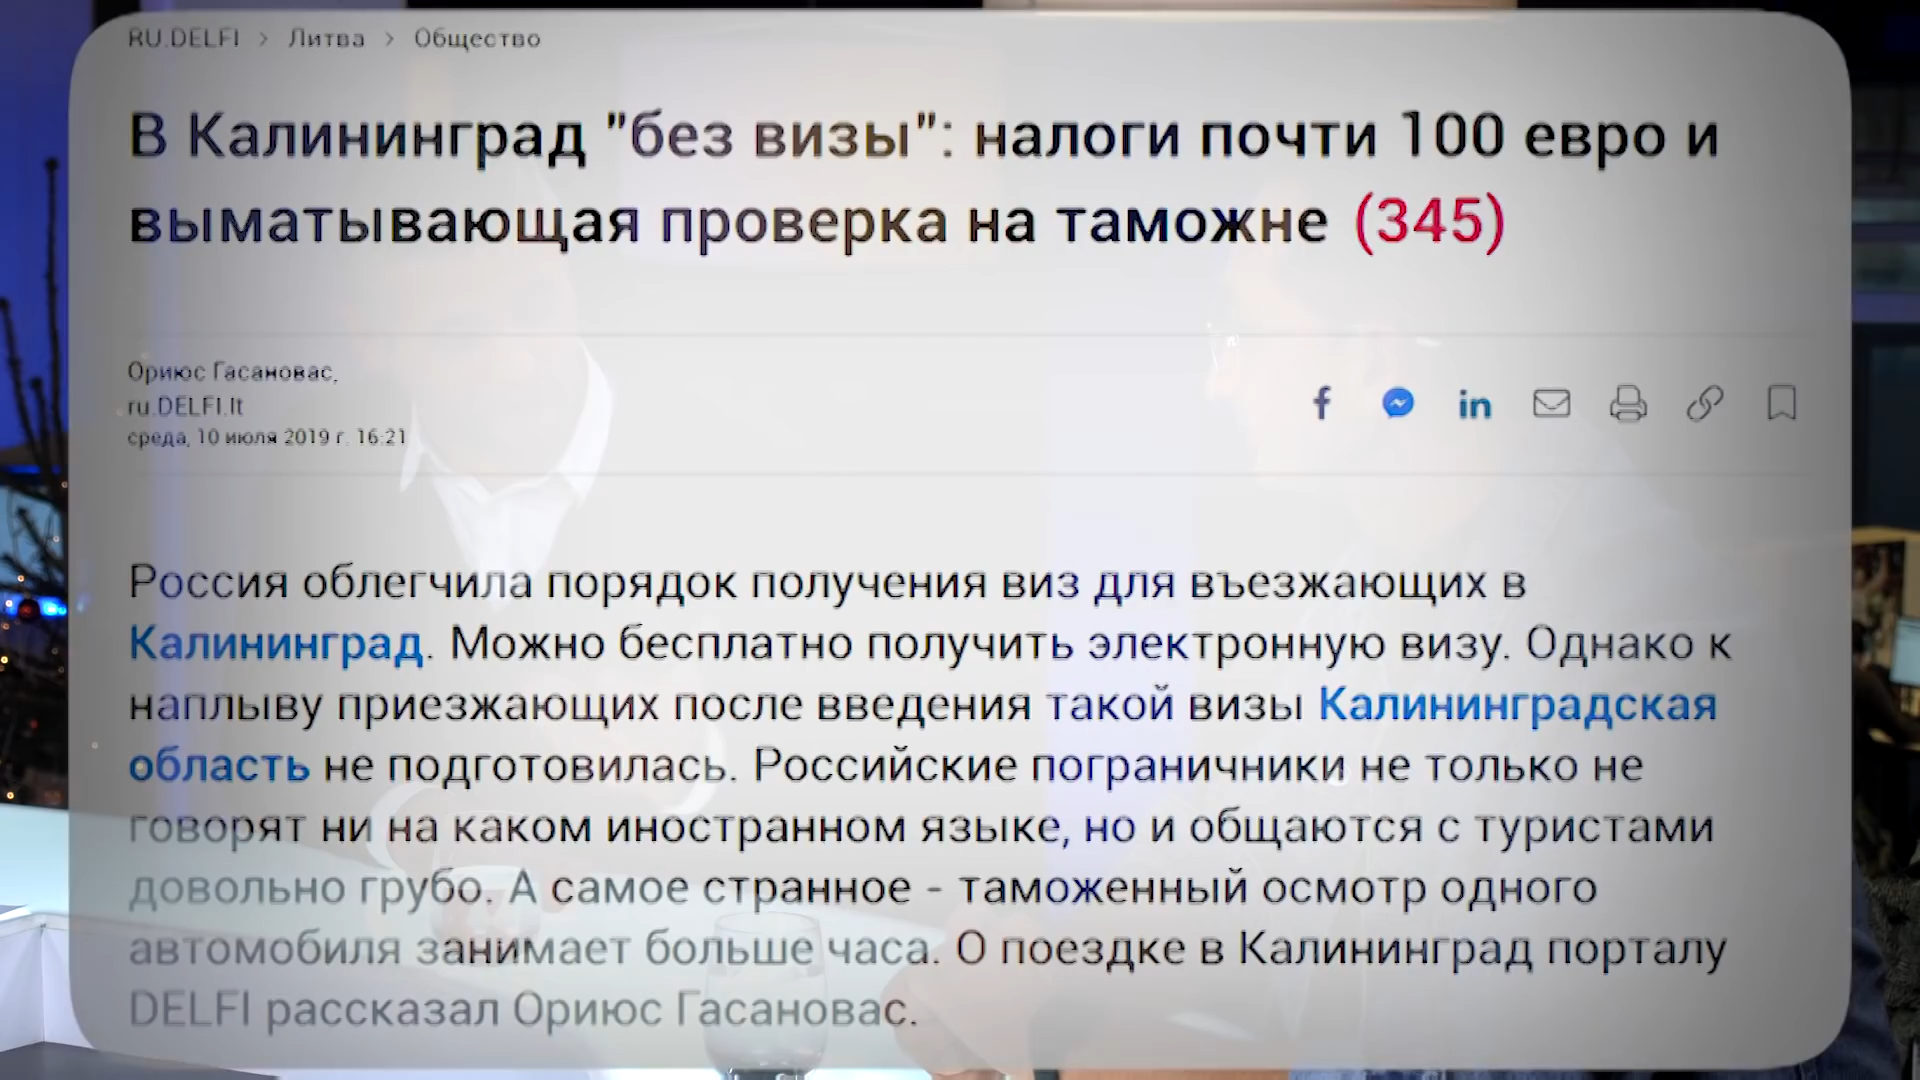 RU.DELFI > Литва > Общество
В Калининград "без визы": налоги почти 100 евро и
выматывающая проверка на таможне (345)
Ориюс Гасановас,
ru.DELFI.lt
среда, 10 июля 2019 г. 16:21
Россия облегчила порядок получения виз для въезжающих в
Калининград. Можно бесплатно получить электронную визу. Однако к
наплыву приезжающих после введения такой визы Калининградская
область не подготовилась. Российские пограничники не только не
говорят ни на каком иностранном языке, но и общаются с туристами
довольно грубо. А самое странное - таможенный осмотр одного
автомобиля занимает больше часа. О поездке в Калининград порталу
DELFI рассказал Ориюс Гасановас.